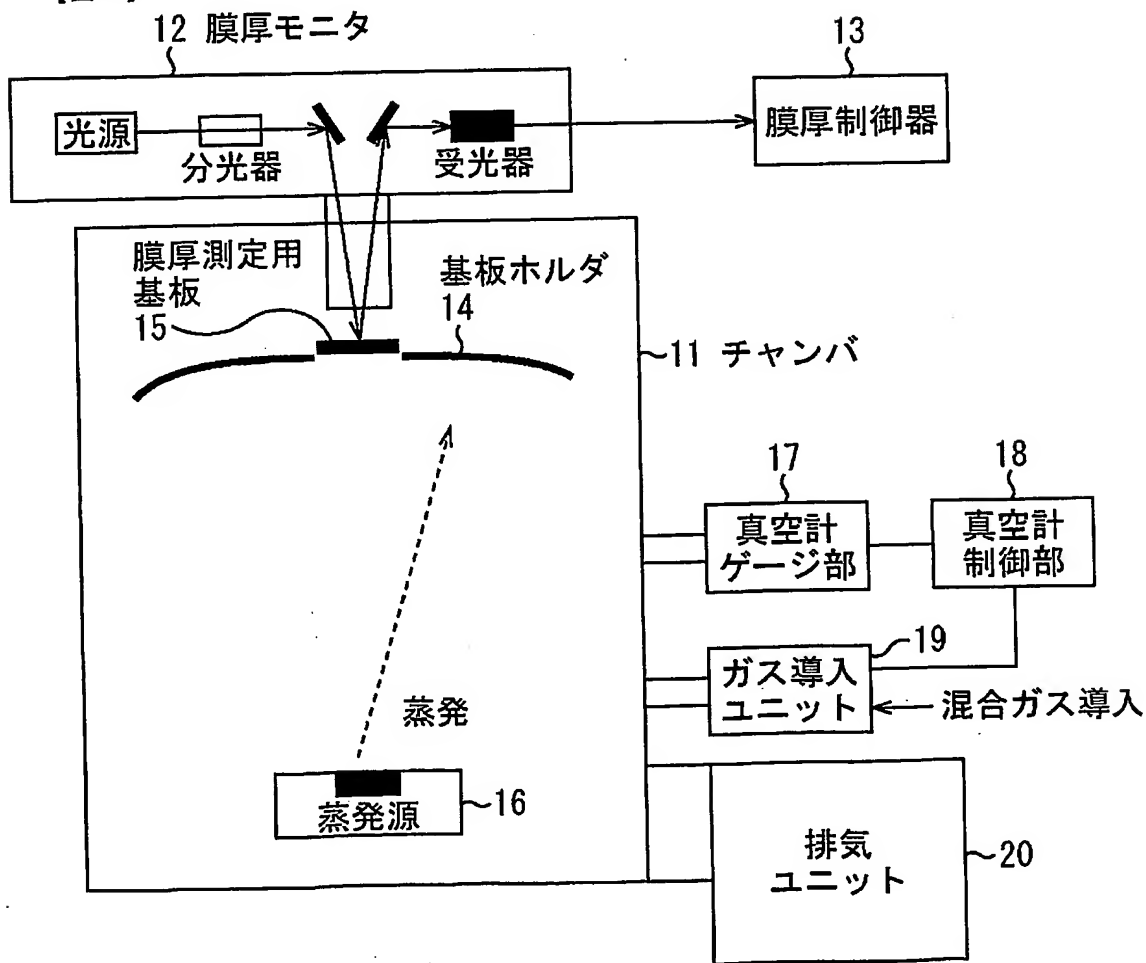 12 膜厚モニタ
13
光源
分光器
受光器
膜厚制御器
膜厚測定用
基板
15
基板ホルダ
14
11 チャンバ
17
真空計
ゲージ部
18
真空計
制御部
19
ガス導入
ユニット
混合ガス導入
蒸発
蒸発源
16
排気
ユニット
20